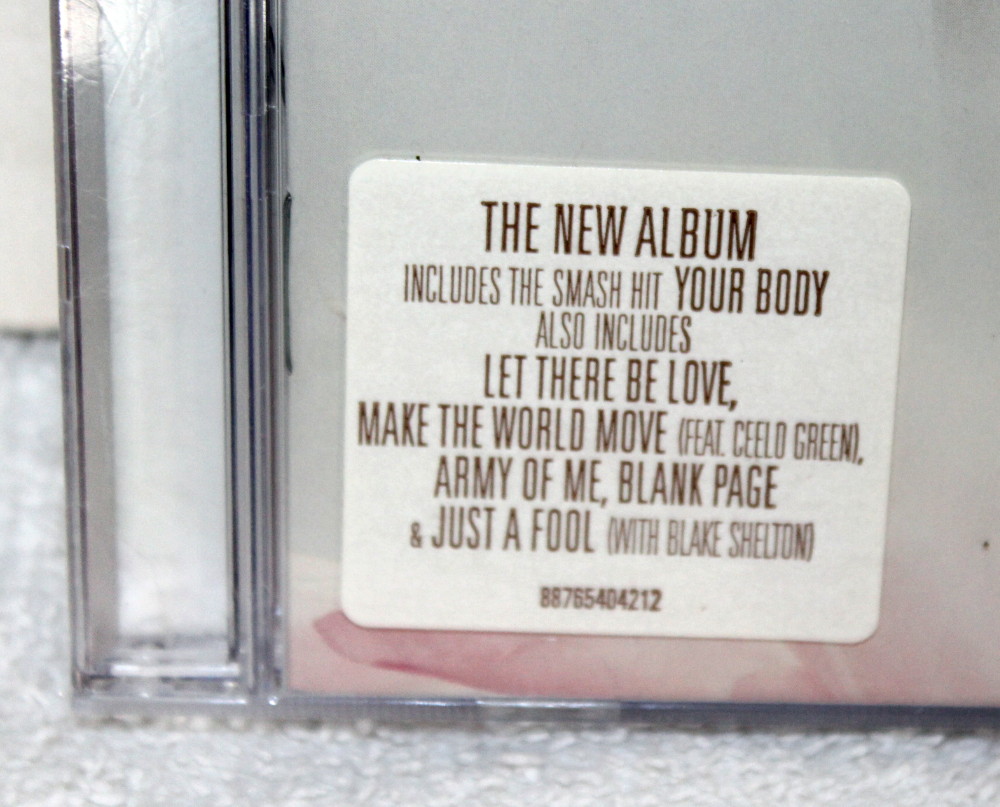 THE NEW ALBUM
INCLUDES THE SMASH HIT YOUR BODY
ALSO INCLUDES
LET THERE BE LOVE,
MAKE THE WORLD MOVE (FEAT. CEELO GREEN),
ARMY OF ME, BLANK PAGE
& JUST A FOOL (WITH BLAKE SHELTON)
88765404212